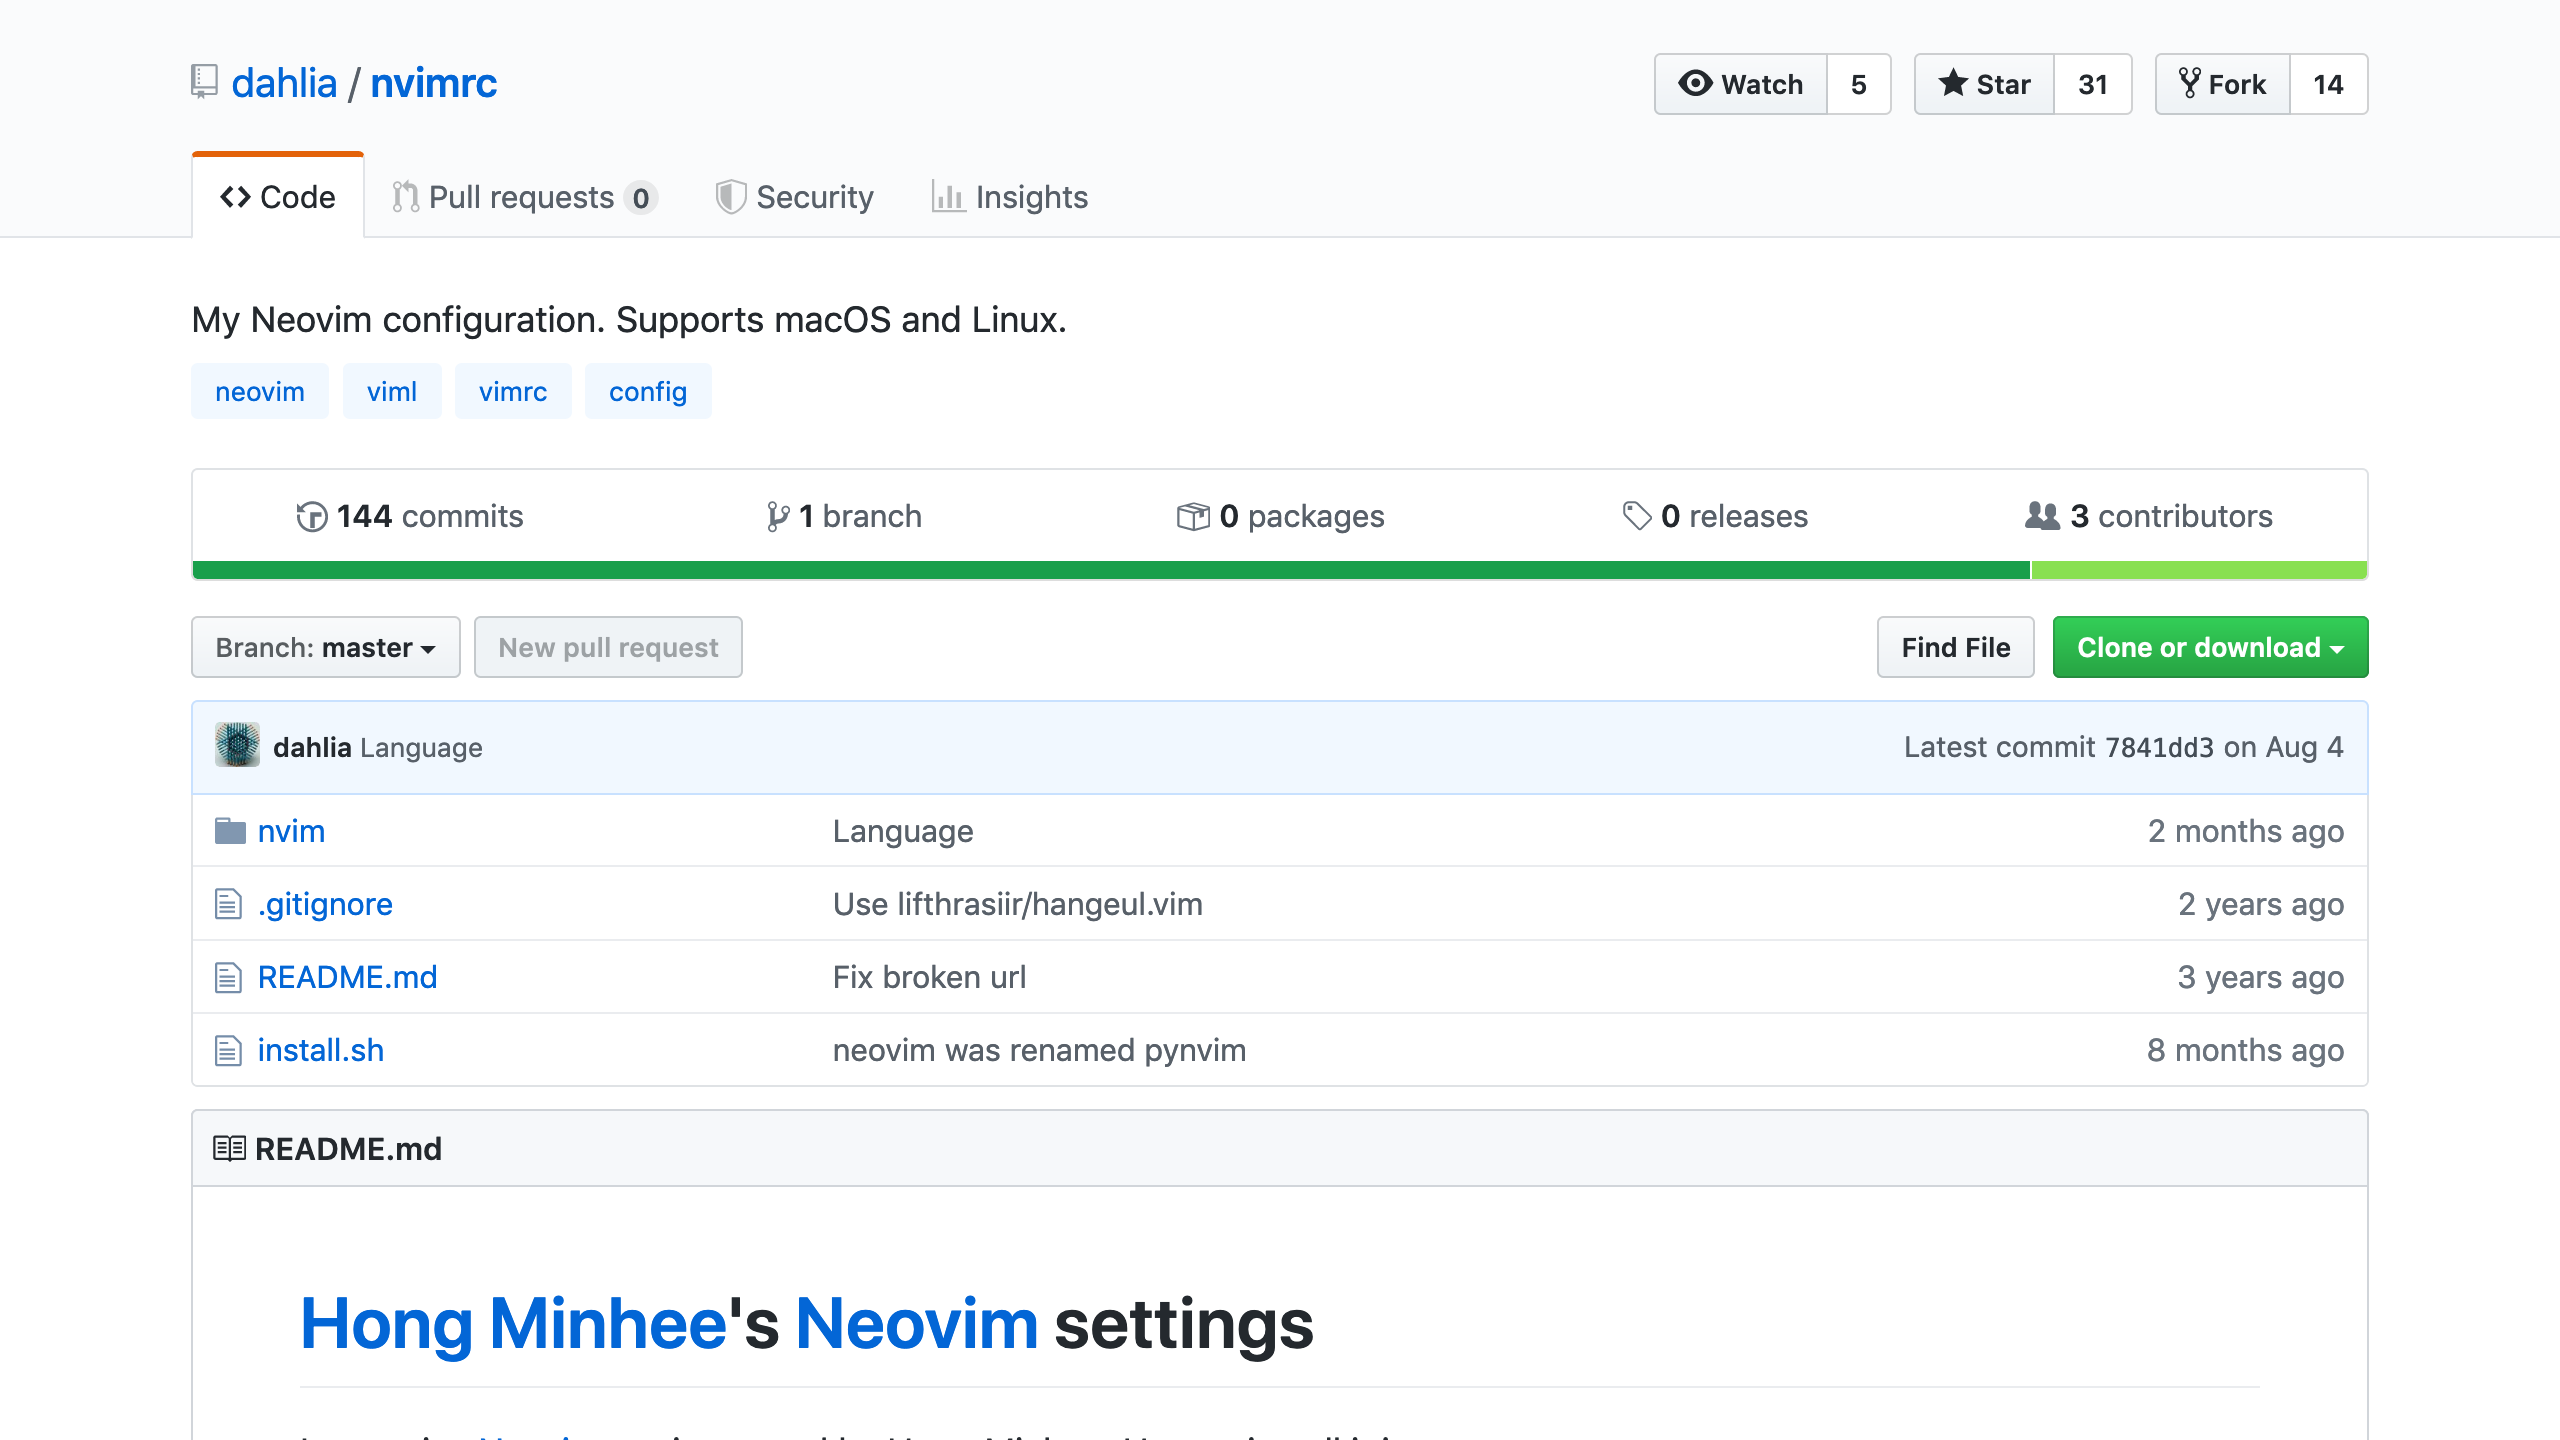 dahlia / nvimrc
Watch 5 Star 31 Fork 14
Code Pull requests 0 Security Insights
My Neovim configuration. Supports macOS and Linux.
neovim viml vimrc config
144 commits 1 branch 0 packages 0 releases 3 contributors
Branch: master New pull request Find File Clone or download
dahlia Language Latest commit 7841dd3 on Aug 4
nvim Language 2 months ago
.gitignore Use lifthrasiir/hangeul.vim 2 years ago
README.md Fix broken url 3 years ago
install.sh neovim was renamed pynvim 8 months ago
README.md
Hong Minhee's Neovim settings